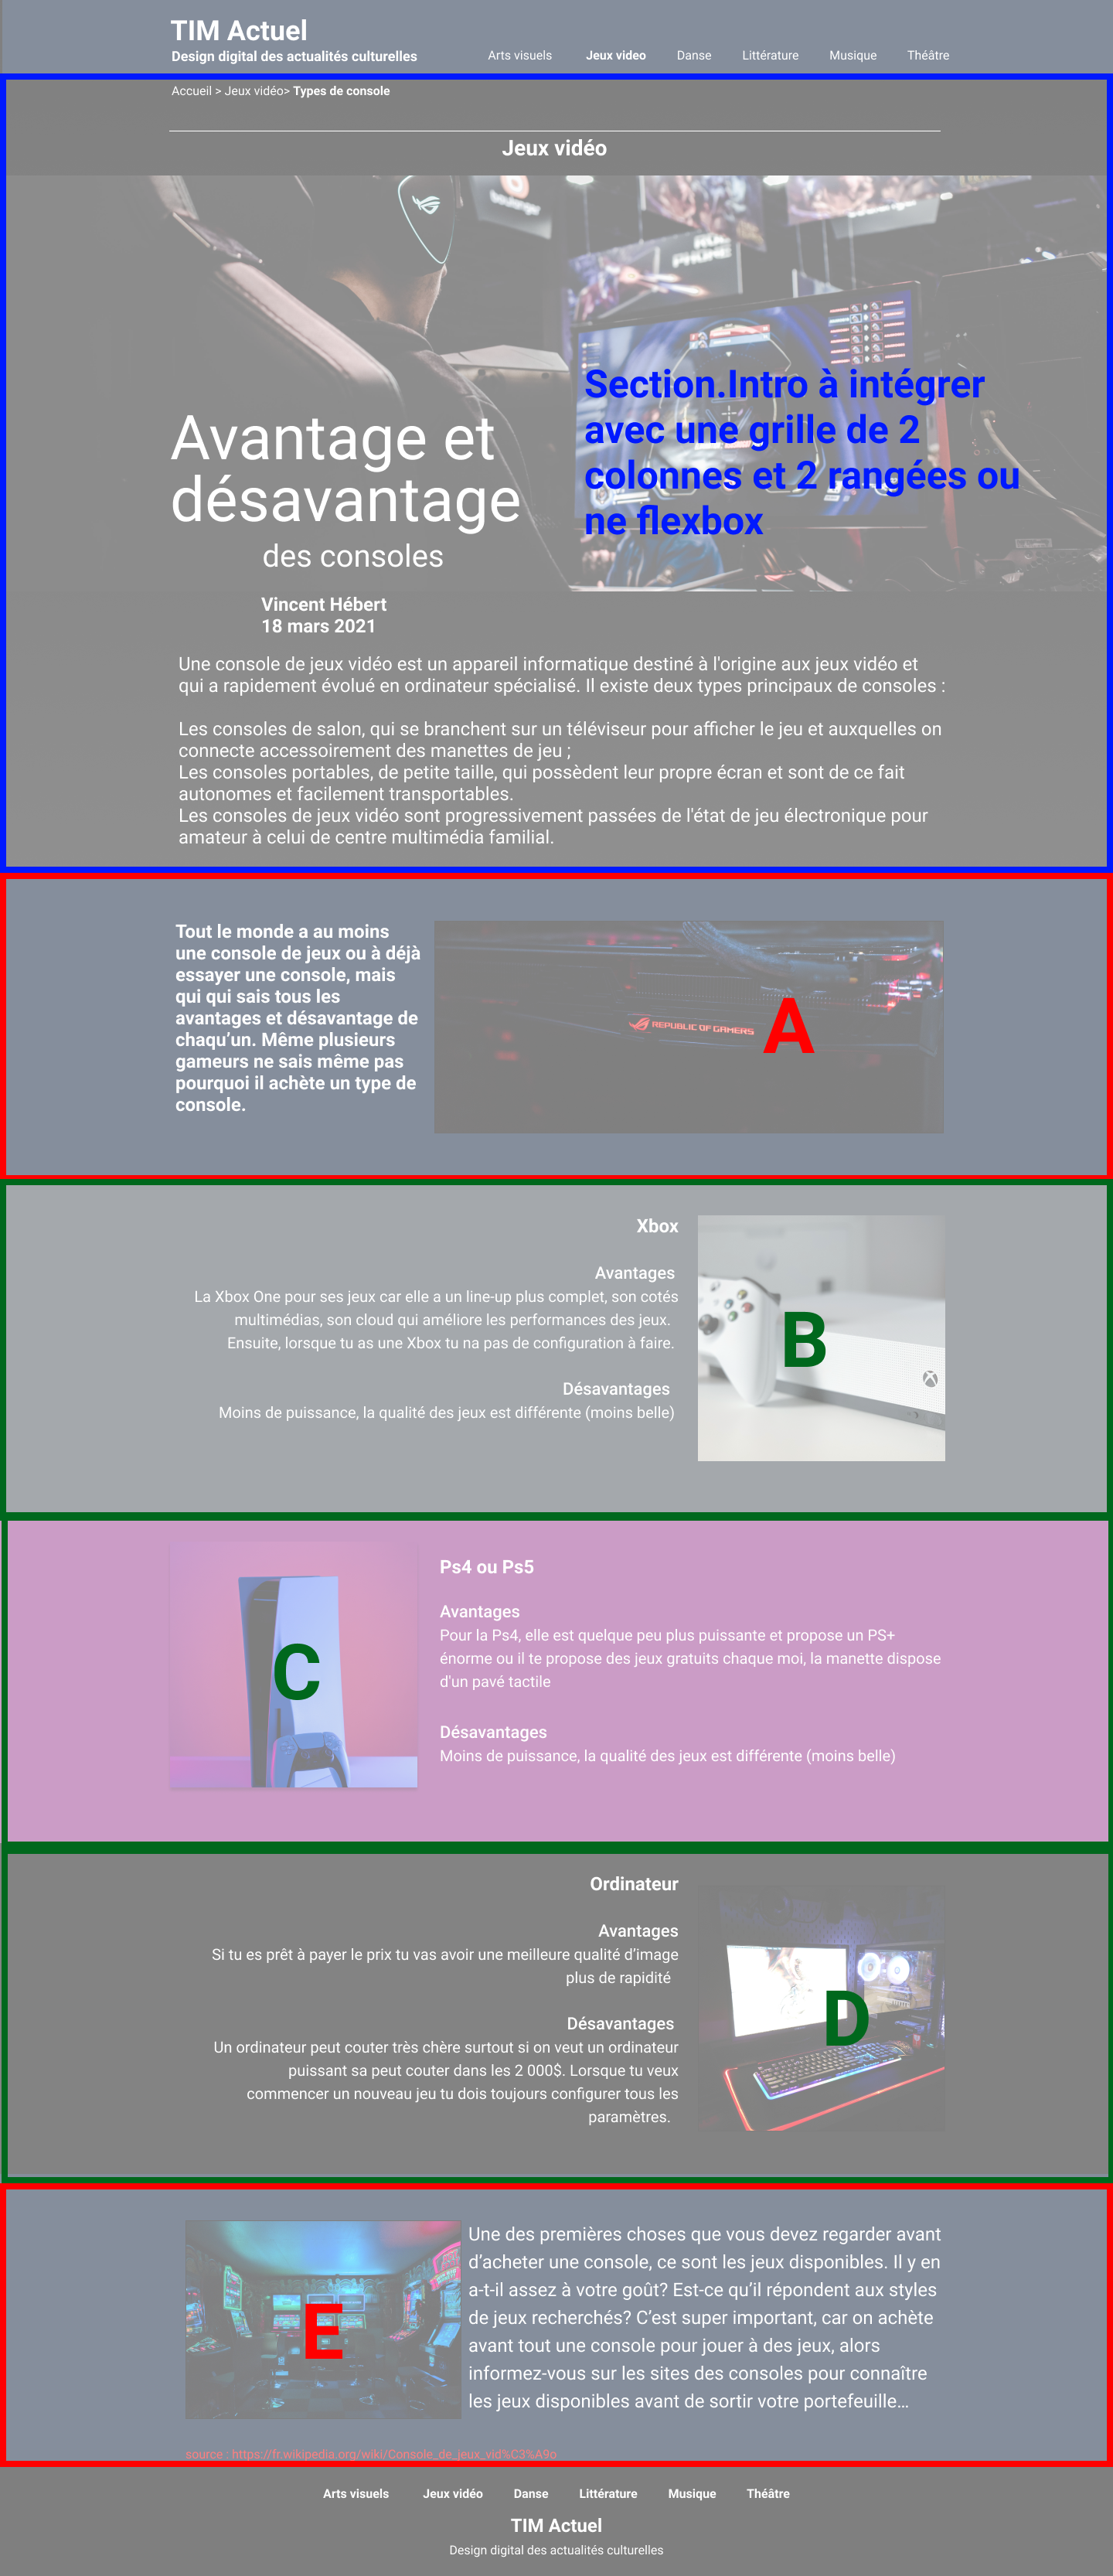 TIM Actuel
Design digital des actualités culturelles
Arts visuels Jeux video Danse Littérature Musique Théâtre
Accueil > Jeux vidéo> Types de console
Jeux vidéo
ROG PHONE
Section.Intro à intégrer
avec une grille de 2
colonnes et 2 rangées ou
ne flexbox
Avantage et
désavantage
des consoles
Vincent Hébert
18 mars 2021
Une console de jeux vidéo est un appareil informatique destiné à l'origine aux jeux vidéo et
qui a rapidement évolué en ordinateur spécialisé. Il existe deux types principaux de consoles :
Les consoles de salon, qui se branchent sur un téléviseur pour afficher le jeu et auxquelles on
connecte accessoirement des manettes de jeu ;
Les consoles portables, de petite taille, qui possèdent leur propre écran et sont de ce fait
autonomes et facilement transportables.
Les consoles de jeux vidéo sont progressivement passées de l'état de jeu électronique pour
amateur à celui de centre multimédia familial.
Tout le monde a au moins
une console de jeux ou à déjà
essayer une console, mais
qui qui sais tous les
avantages et désavantage de
chaqu’un. Même plusieurs
gameurs ne sais même pas
pourquoi il achète un type de
console.
REPUBLIC OF GAMERS
A
Xbox
Avantages
La Xbox One pour ses jeux car elle a un line-up plus complet, son cotés
multimédias, son cloud qui améliore les performances des jeux.
Ensuite, lorsque tu as une Xbox tu na pas de configuration à faire.
Désavantages
Moins de puissance, la qualité des jeux est différente (moins belle)
B
C
Ps4 ou Ps5
Avantages
Pour la Ps4, elle est quelque peu plus puissante et propose un PS+
énorme ou il te propose des jeux gratuits chaque moi, la manette dispose
d'un pavé tactile
Désavantages
Moins de puissance, la qualité des jeux est différente (moins belle)
Ordinateur
Avantages
Si tu es prêt à payer le prix tu vas avoir une meilleure qualité d’image
plus de rapidité
Désavantages
Un ordinateur peut couter très chère surtout si on veut un ordinateur
puissant sa peut couter dans les 2 000$. Lorsque tu veux
commencer un nouveau jeu tu dois toujours configurer tous les
paramètres.
D
E
Une des premières choses que vous devez regarder avant
d’acheter une console, ce sont les jeux disponibles. Il y en
a-t-il assez à votre goût? Est-ce qu’il répondent aux styles
de jeux recherchés? C’est super important, car on achète
avant tout une console pour jouer à des jeux, alors
informez-vous sur les sites des consoles pour connaître
les jeux disponibles avant de sortir votre portefeuille…
source : https://fr.wikipedia.org/wiki/Console_de_jeux_vid%C3%A9o
Arts visuels Jeux vidéo Danse Littérature Musique Théâtre
TIM Actuel
Design digital des actualités culturelles